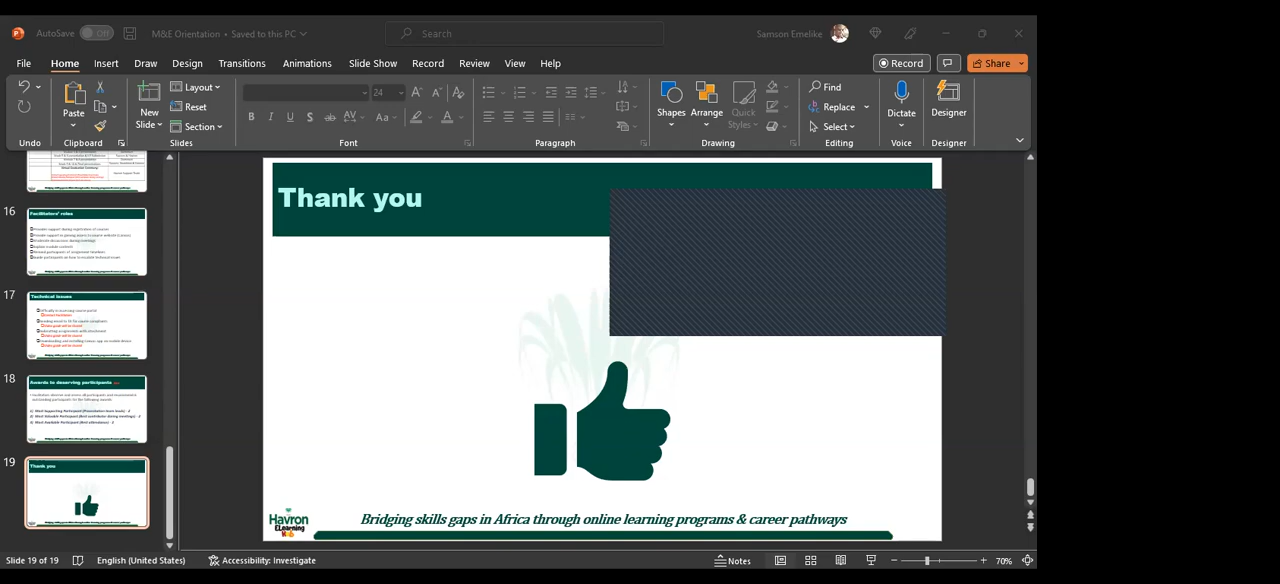 AutoSave Off M&E Orientation • Saved to this PC Search Samson Emelike
File Home Insert Draw Design Transitions Animations Slide Show Record Review View Help Record Share
Paste New Slide Layout Reset Section 24 Shapes Arrange Quick Styles Find Replace Select Dictate Designer
B I U S ab AV Aa A
Undo Clipboard Slides Font Paragraph Drawing Editing Voice Designer
16
Facilitators' roles
17
Technical issues
18
Awards to deserving participants
19
Thank you
Thank you
Havron
ELearning
Hub
Bridging skills gaps in Africa through online learning programs & career pathways
Slide 19 of 19 English (United States) Accessibility: Investigate Notes 70%